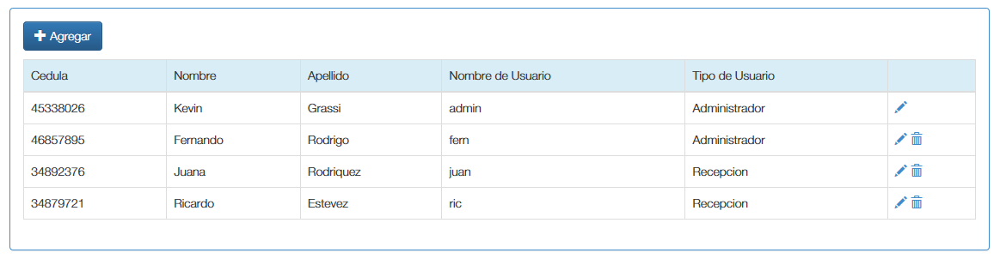 Agregar
Cedula Nombre Apellido Nombre de Usuario Tipo de Usuario
45338026 Kevin Grassi admin Administrador
46857895 Fernando Rodrigo fern Administrador
34892376 Juana Rodriquez juan Recepcion
34879721 Ricardo Estevez ric Recepcion